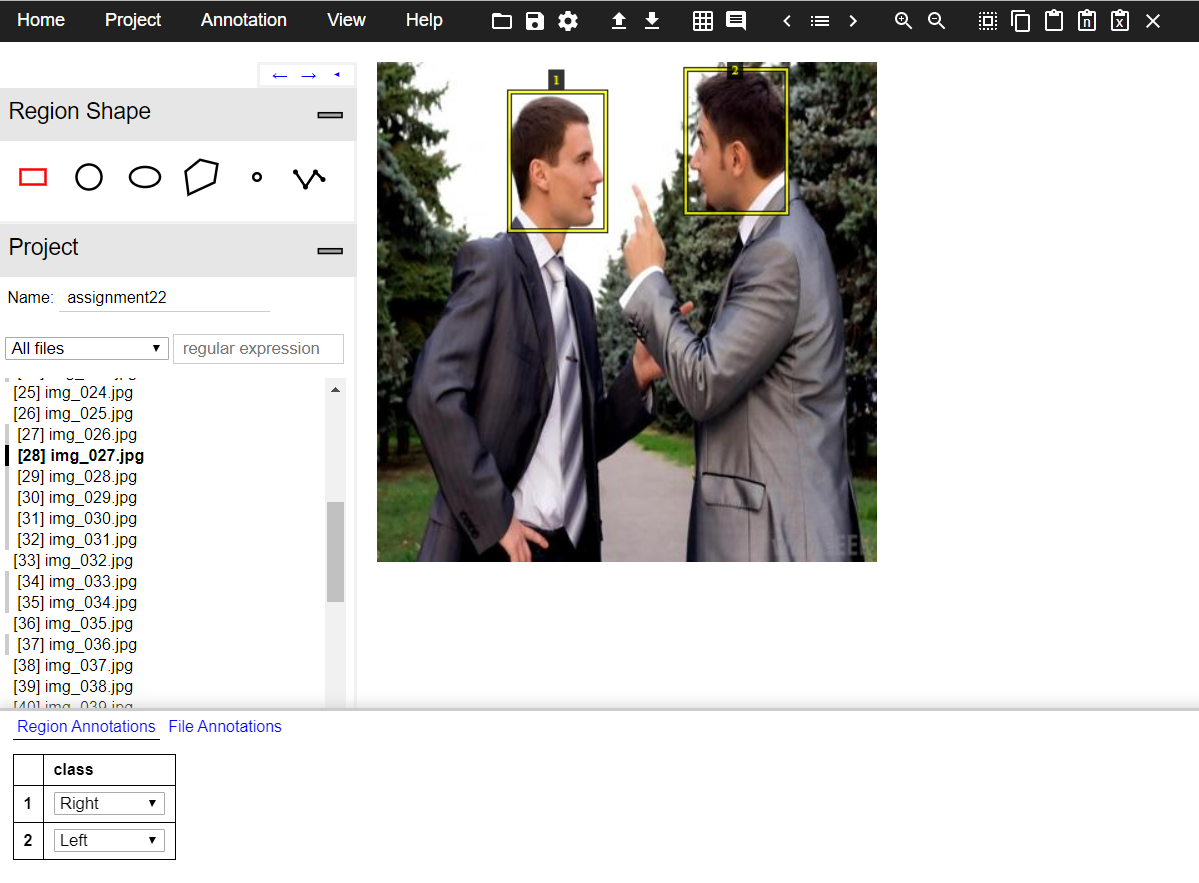 Home Project Annotation View Help
Region Shape
Project
Name: assignment22
All files regular expression
[25] img_024.jpg
[26] img_025.jpg
[27] img_026.jpg
[28] img_027.jpg
[29] img_028.jpg
[30] img_029.jpg
[31] img_030.jpg
[32] img_031.jpg
[33] img_032.jpg
[34] img_033.jpg
[35] img_034.jpg
[36] img_035.jpg
[37] img_036.jpg
[38] img_037.jpg
[39] img_038.jpg
[40] img_039.jpg
1
2
Region Annotations File Annotations
class
1 Right
2 Left